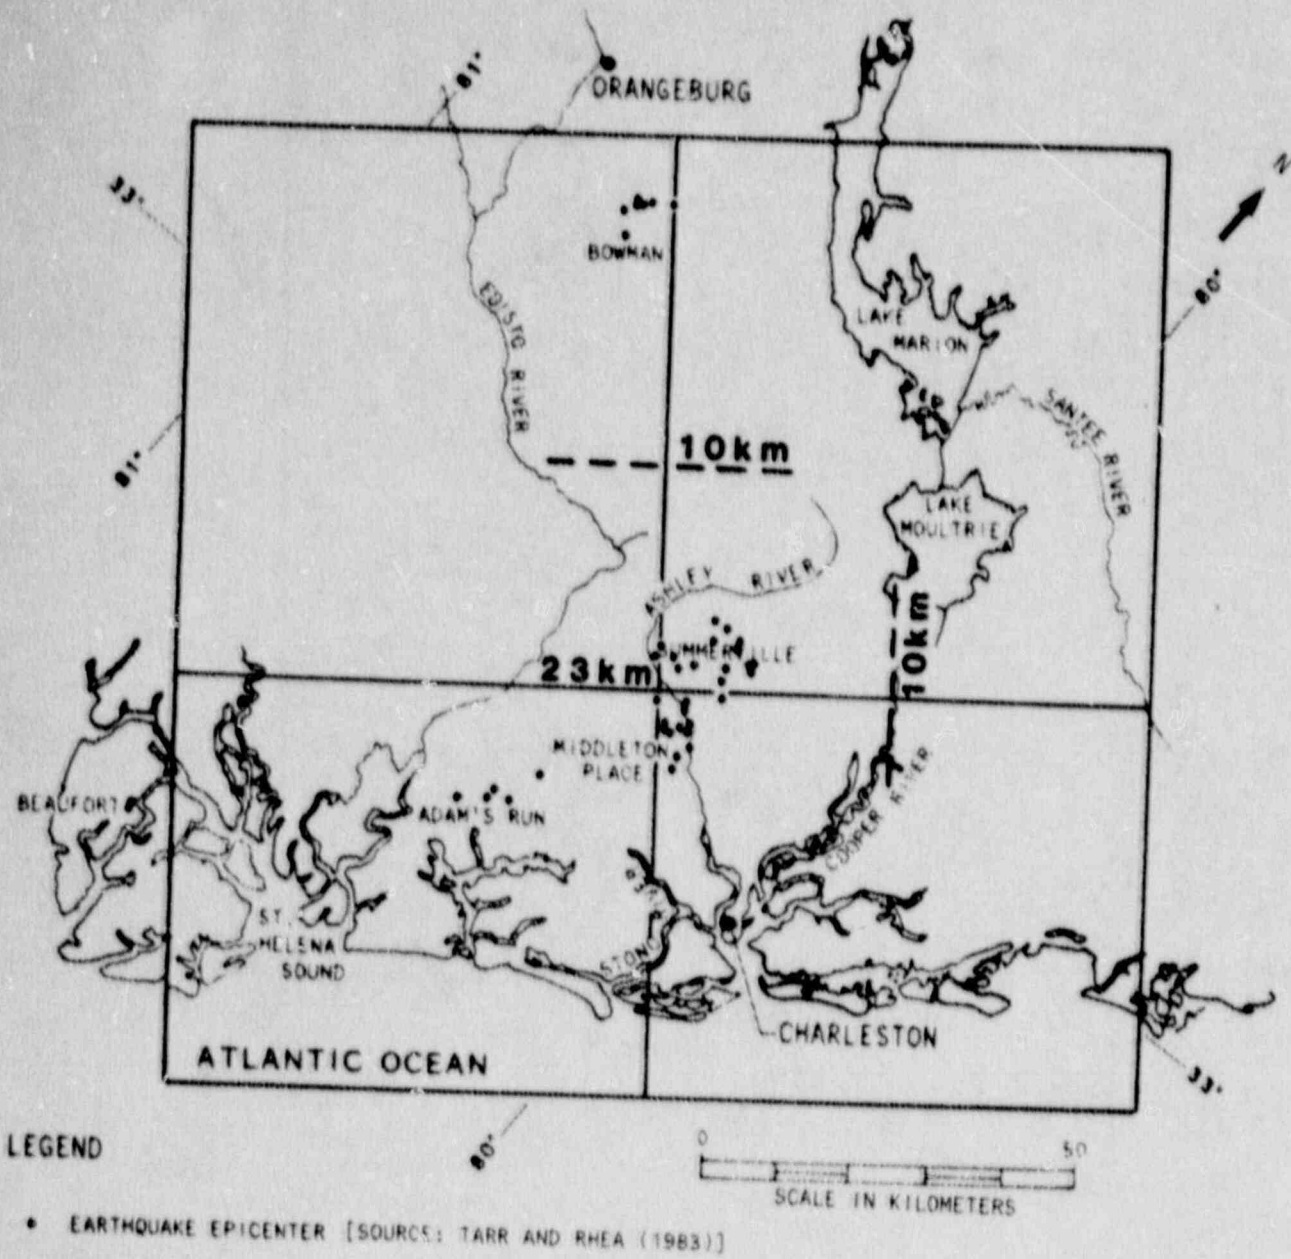 81°
ORANGEBURG
33°
N
BOWMAN
80°
EDISTO RIVER
LAKE
MARION
SANTEE RIVER
10km
81°
LAKE
MOULTRIE
ASHLEY RIVER
10km
SUMMERVILLE
23km
MIDDLETON
PLACE
BEAUFORT
ADAM'S RUN
COOPER RIVER
ST.
HELENA
SOUND
STONO
CHARLESTON
ATLANTIC OCEAN
33°
80°
LEGEND
0 50
SCALE IN KILOMETERS
• EARTHQUAKE EPICENTER [SOURCE: TARR AND RHEA (1983)]